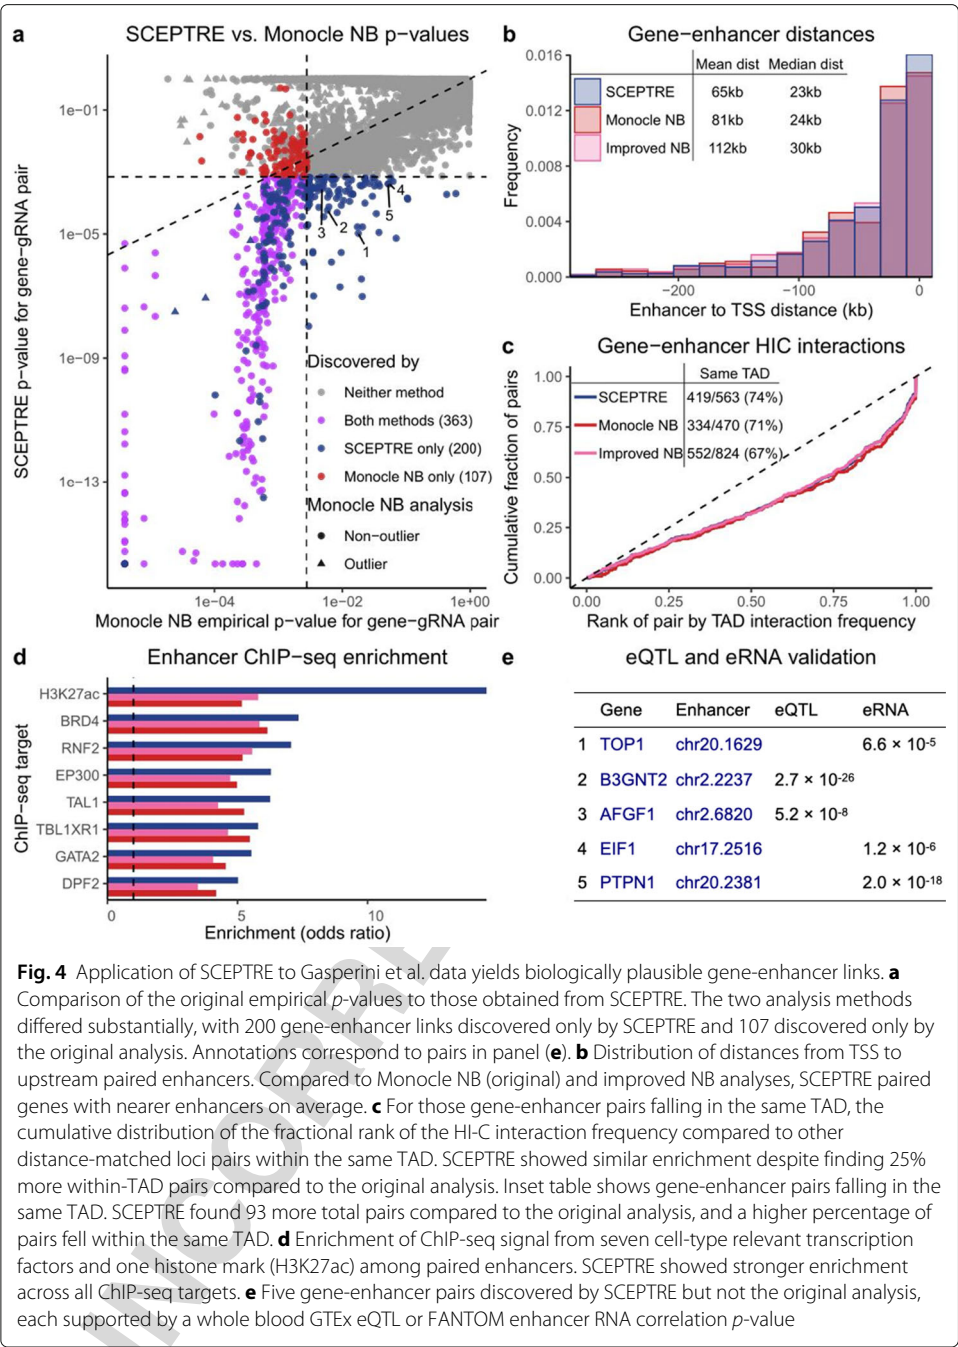 a SCEPTRE vs. Monocle NB p−values
1e−01
1e−05
1e−09
1e−13
SCEPTRE p−value for gene−gRNA pair
1
2
3
4
5
Discovered by
Neither method
Both methods (363)
SCEPTRE only (200)
Monocle NB only (107)
Monocle NB analysis
Non−outlier
Outlier
1e−04 1e−02 1e+00
Monocle NB empirical p−value for gene−gRNA pair
b Gene−enhancer distances
Mean dist Median dist
SCEPTRE 65kb 23kb
Monocle NB 81kb 24kb
Improved NB 112kb 30kb
0.016
0.012
0.008
0.004
0.000
Frequency
−200 −100 0
Enhancer to TSS distance (kb)
c Gene−enhancer HIC interactions
Same TAD
SCEPTRE 419/563 (74%)
Monocle NB 334/470 (71%)
Improved NB 552/824 (67%)
1.00
0.75
0.50
0.25
0.00
Cumulative fraction of pairs
0.00 0.25 0.50 0.75 1.00
Rank of pair by TAD interaction frequency
d Enhancer ChIP−seq enrichment
ChIP−seq target
H3K27ac
BRD4
RNF2
EP300
TAL1
TBL1XR1
GATA2
DPF2
0 5 10
Enrichment (odds ratio)
e eQTL and eRNA validation
Gene Enhancer eQTL eRNA
1 TOP1 chr20.1629 6.6 × 10⁻⁵
2 B3GNT2 chr2.2237 2.7 × 10⁻²⁶
3 AFGF1 chr2.6820 5.2 × 10⁻⁸
4 EIF1 chr17.2516 1.2 × 10⁻⁶
5 PTPN1 chr20.2381 2.0 × 10⁻¹⁸
Fig. 4 Application of SCEPTRE to Gasperini et al. data yields biologically plausible gene-enhancer links. a
Comparison of the original empirical p-values to those obtained from SCEPTRE. The two analysis methods
differed substantially, with 200 gene-enhancer links discovered only by SCEPTRE and 107 discovered only by
the original analysis. Annotations correspond to pairs in panel (e). b Distribution of distances from TSS to
upstream paired enhancers. Compared to Monocle NB (original) and improved NB analyses, SCEPTRE paired
genes with nearer enhancers on average. c For those gene-enhancer pairs falling in the same TAD, the
cumulative distribution of the fractional rank of the HI-C interaction frequency compared to other
distance-matched loci pairs within the same TAD. SCEPTRE showed similar enrichment despite finding 25%
more within-TAD pairs compared to the original analysis. Inset table shows gene-enhancer pairs falling in the
same TAD. SCEPTRE found 93 more total pairs compared to the original analysis, and a higher percentage of
pairs fell within the same TAD. d Enrichment of ChIP-seq signal from seven cell-type relevant transcription
factors and one histone mark (H3K27ac) among paired enhancers. SCEPTRE showed stronger enrichment
across all ChIP-seq targets. e Five gene-enhancer pairs discovered by SCEPTRE but not the original analysis,
each supported by a whole blood GTEx eQTL or FANTOM enhancer RNA correlation p-value